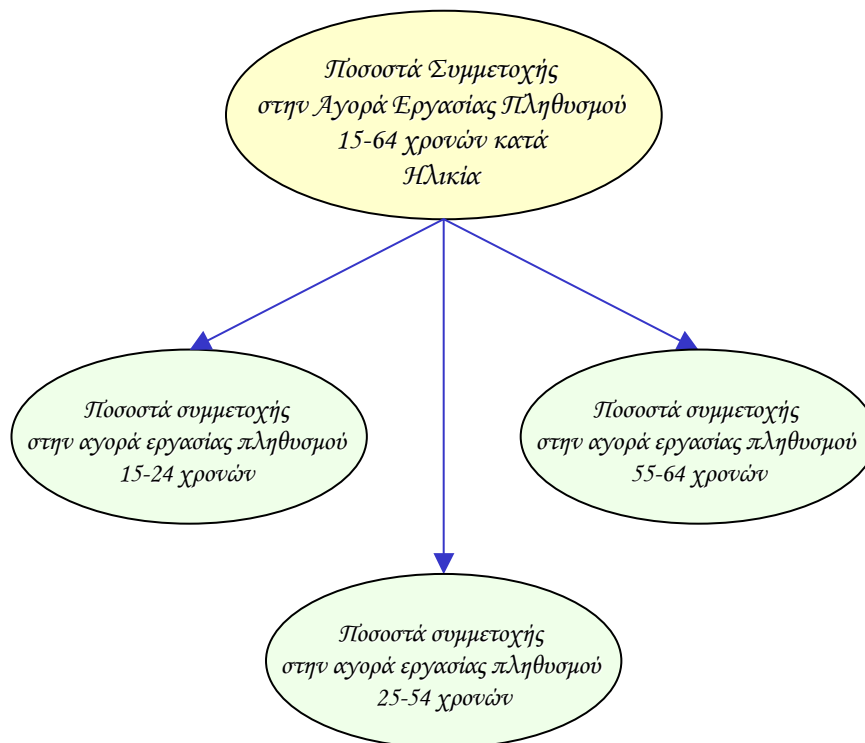 Ποσοστά Συμμετοχής
στην Αγορά Εργασίας Πληθυσμού
15-64 χρονών κατά
Ηλικία
Ποσοστά συμμετοχής
στην αγορά εργασίας πληθυσμού
15-24 χρονών
Ποσοστά συμμετοχής
στην αγορά εργασίας πληθυσμού
55-64 χρονών
Ποσοστά συμμετοχής
στην αγορά εργασίας πληθυσμού
25-54 χρονών